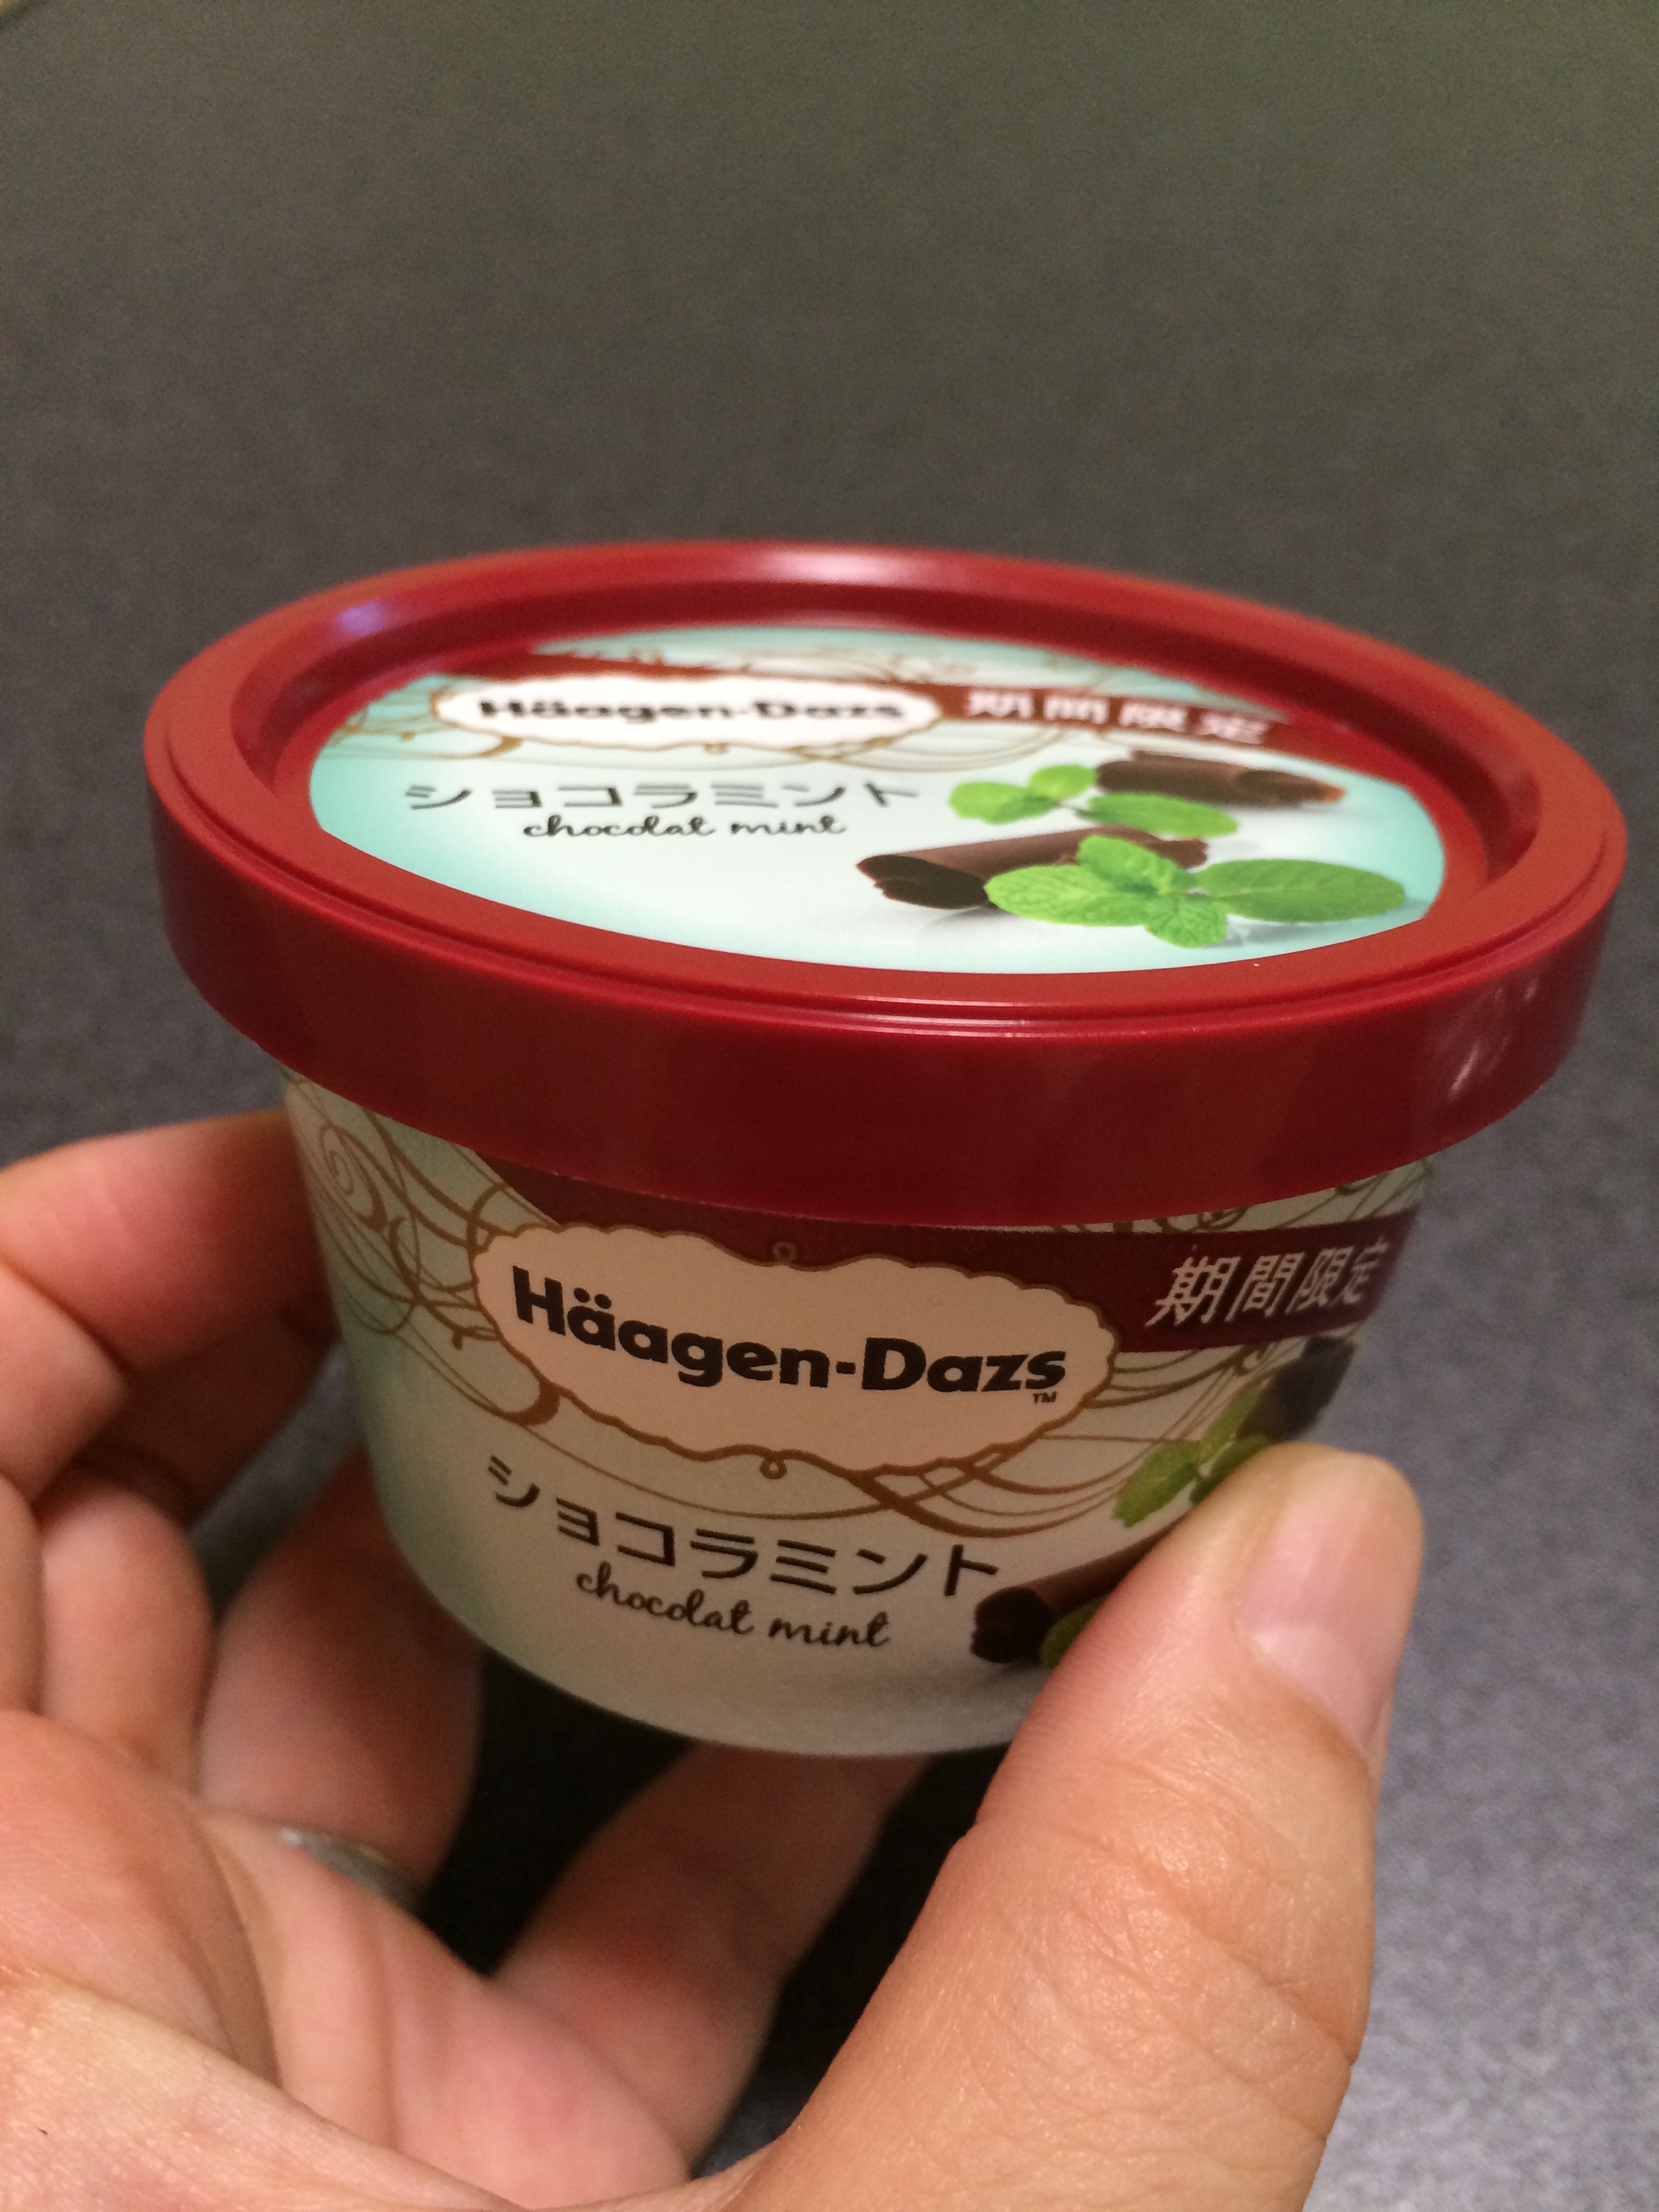 Häagen-Dazs 期間限定
ショコラミント
chocolat mint
Häagen-Dazs™ 期間限定
ショコラミント
chocolat mint